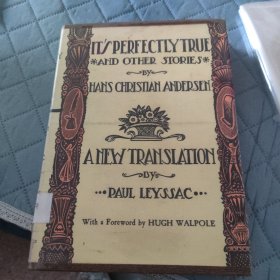 IT'S PERFECTLY TRUE
*AND OTHER STORIES*
·BY·
HANS CHRISTIAN ANDERSEN
A NEW TRANSLATION
·BY·
···PAUL LEYSSAC···
With a Foreword by HUGH WALPOLE